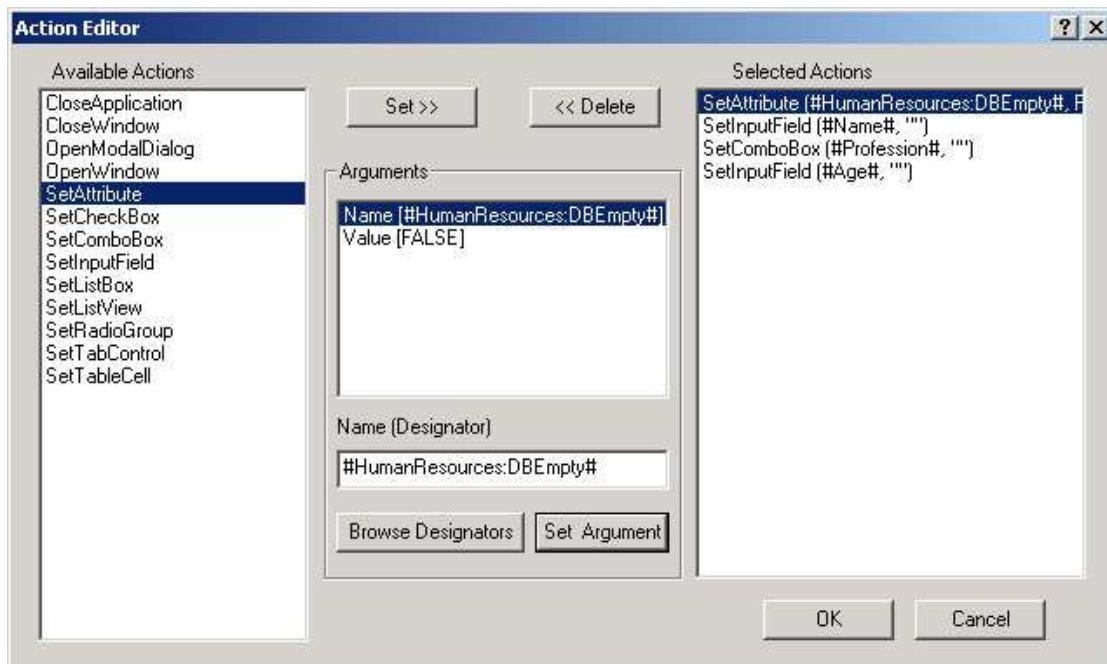 Action Editor
? X
Available Actions
CloseApplication
CloseWindow
OpenModalDialog
OpenWindow
SetAttribute
SetCheckBox
SetComboBox
SetInputField
SetListBox
SetListView
SetRadioGroup
SetTabControl
SetTableCell
Set >>
<< Delete
Arguments
Name [#HumanResources:DBEmpty#]
Value [FALSE]
Name (Designator)
#HumanResources:DBEmpty#
Browse Designators
Set Argument
Selected Actions
SetAttribute (#HumanResources:DBEmpty#, F
SetInputField (#Name#, "")
SetComboBox (#Profession#, "")
SetInputField (#Age#, "")
OK
Cancel